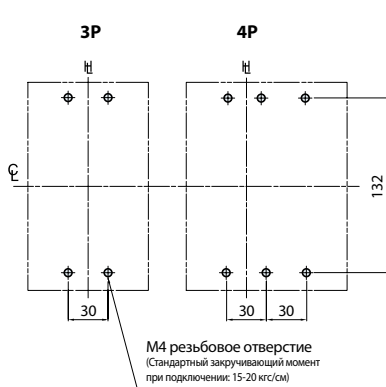 3P 4P
132
30 30 30
M4 резьбовое отверстие
(Стандартный закручивающий момент
при подключении: 15-20 кгс/см)